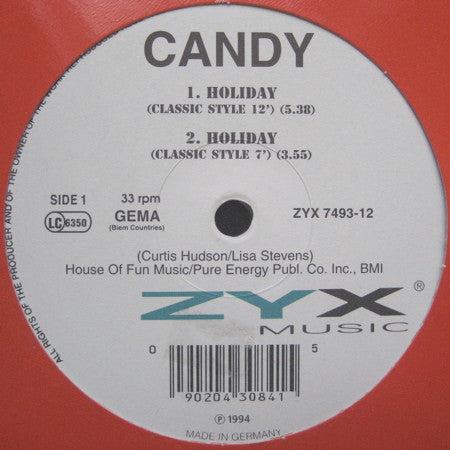 CANDY
1. HOLIDAY
(CLASSIC STYLE 12') (5.38)
2. HOLIDAY
(CLASSIC STYLE 7') (3.55)
SIDE 1
33 rpm
GEMA
(Biem Countries)
LC 6350
ZYX 7493-12
(Curtis Hudson/Lisa Stevens)
House Of Fun Music/Pure Energy Publ. Co. Inc., BMI
ZYX ®
MUSIC
0 90204 30841 5
℗ 1994
MADE IN GERMANY
ALL RIGHTS OF THE PRODUCER AND OF THE OWNER OF THE